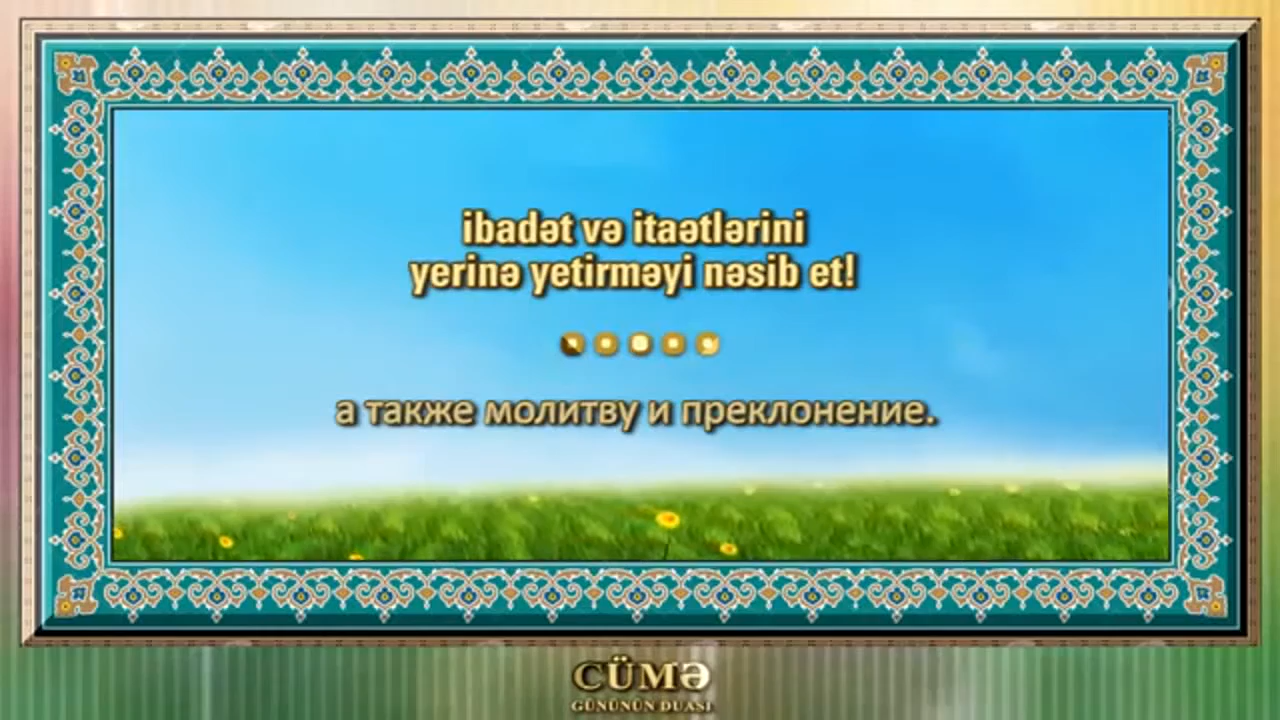 ibadət və itaətlərini
yerinə yetirməyi nəsib et!
а также молитву и преклонение.
CÜMƏ
GÜNÜNÜN DUASI